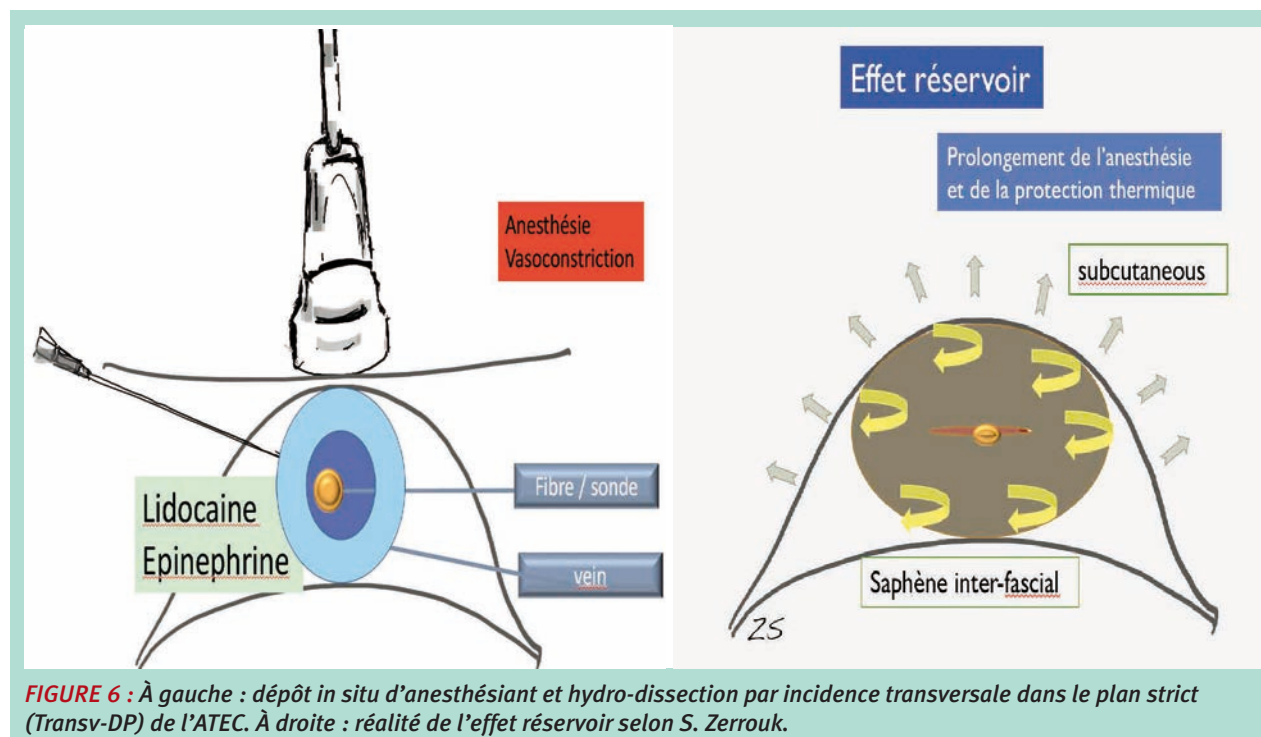 Anesthésie
Vasoconstriction
Lidocaine
Epinephrine
Fibre / sonde
vein
Effet réservoir
Prolongement de l'anesthésie
et de la protection thermique
subcutaneous
Saphène inter-fascial
ZS
FIGURE 6 : À gauche : dépôt in situ d'anesthésiant et hydro-dissection par incidence transversale dans le plan strict
(Transv-DP) de l'ATEC. À droite : réalité de l'effet réservoir selon S. Zerrouk.